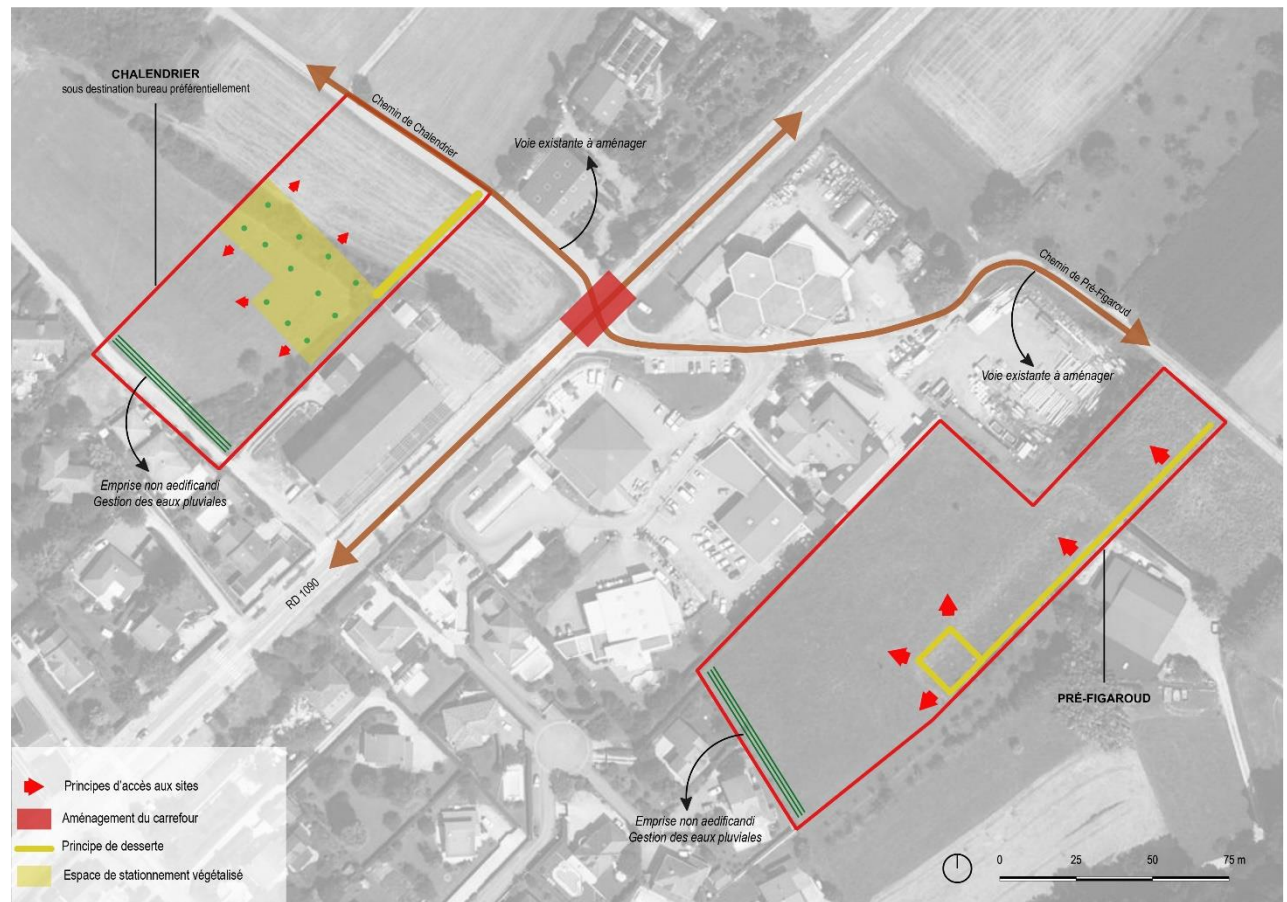 CHALENDRIER
sous destination bureau préférentiellement
Chemin de Chalendrier
Voie existante à aménager
Chemin de Pré-Figaroud
Voie existante à aménager
Emprise non aedificandi
Gestion des eaux pluviales
RD 1090
PRÉ-FIGAROUD
Emprise non aedificandi
Gestion des eaux pluviales
Principes d'accès aux sites
Aménagement du carrefour
Principe de desserte
Espace de stationnement végétalisé
0 25 50 75 m